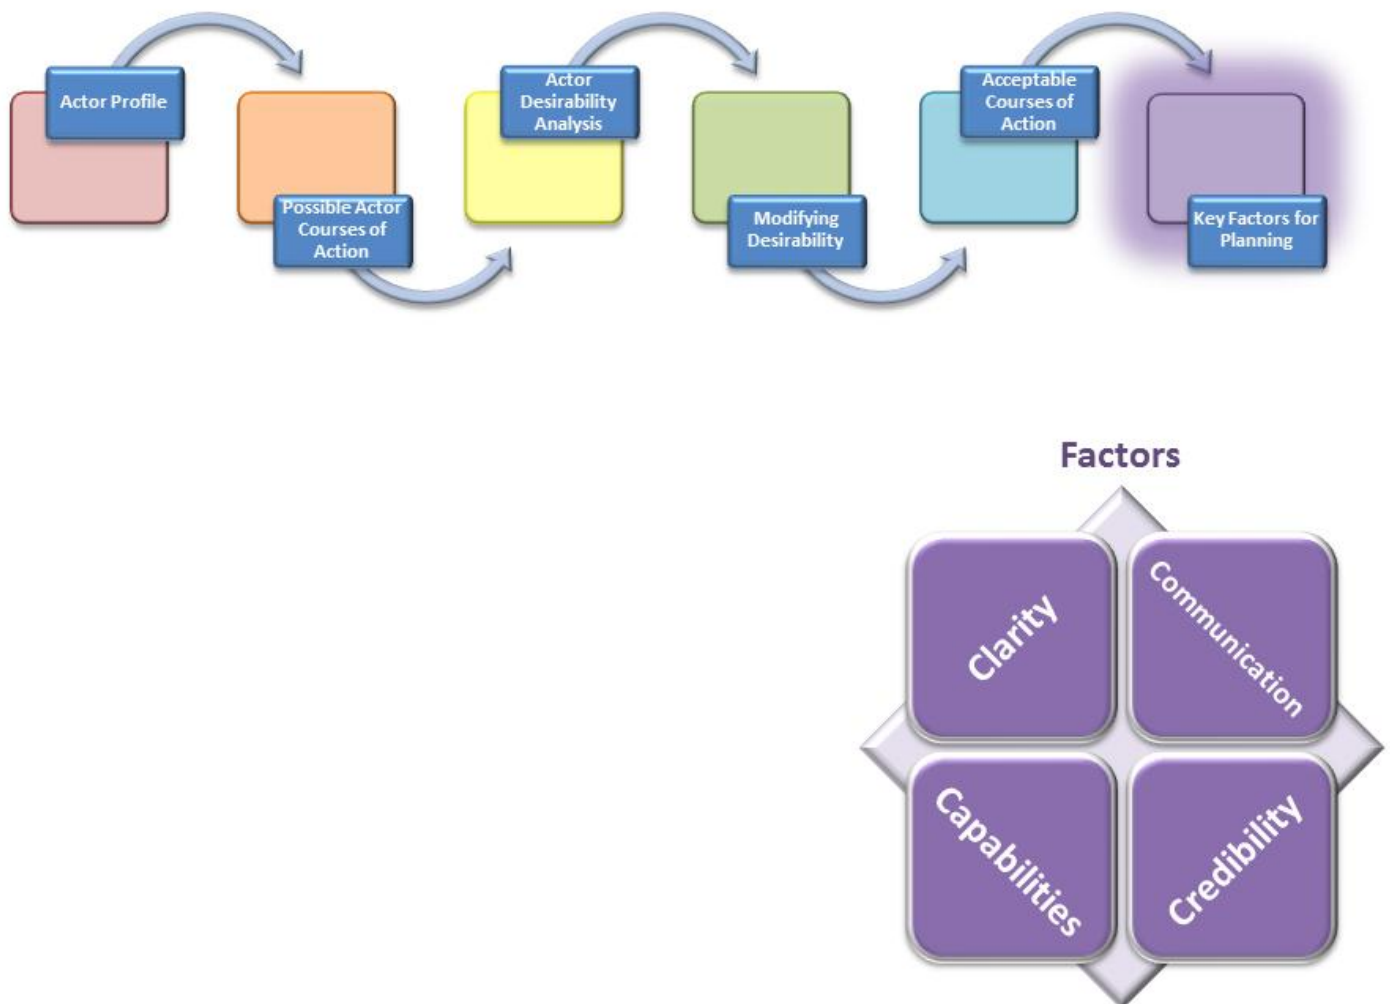 Actor Profile
Possible Actor
Courses of
Action
Actor
Desirability
Analysis
Modifying
Desirability
Acceptable
Courses of
Action
Key Factors for
Planning
Factors
Clarity
Communication
Capabilities
Credibility